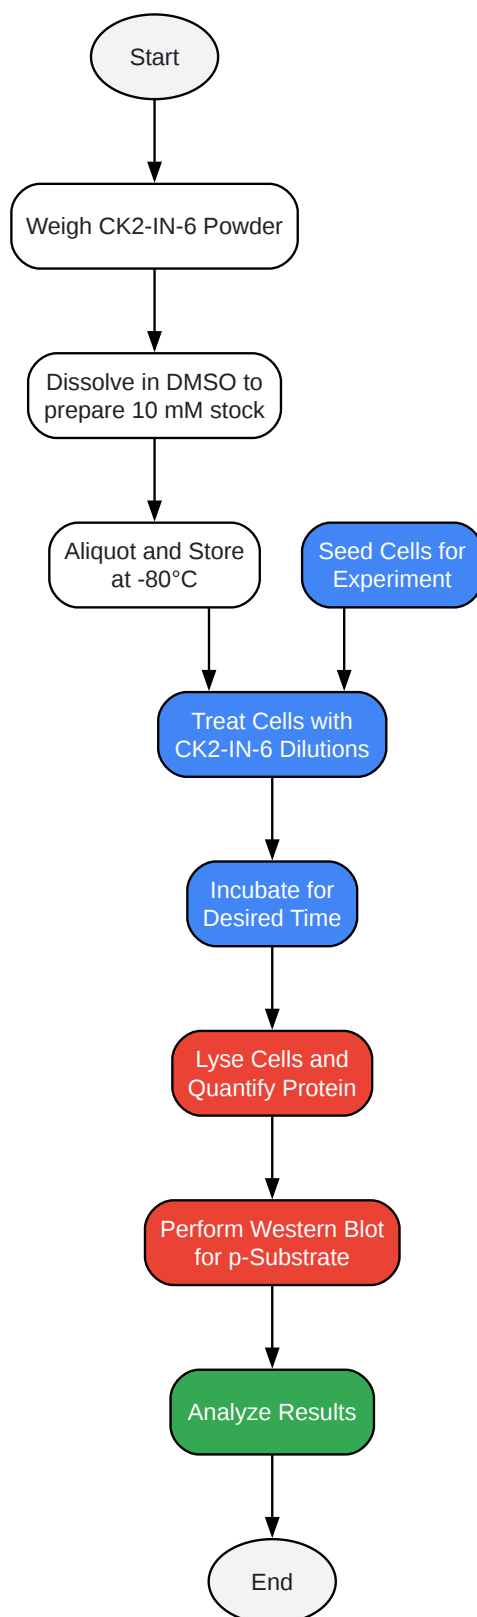 Start
Weigh CK2-IN-6 Powder
Dissolve in DMSO to
prepare 10 mM stock
Aliquot and Store
at -80°C
Seed Cells for
Experiment
Treat Cells with
CK2-IN-6 Dilutions
Incubate for
Desired Time
Lyse Cells and
Quantify Protein
Perform Western Blot
for p-Substrate
Analyze Results
End